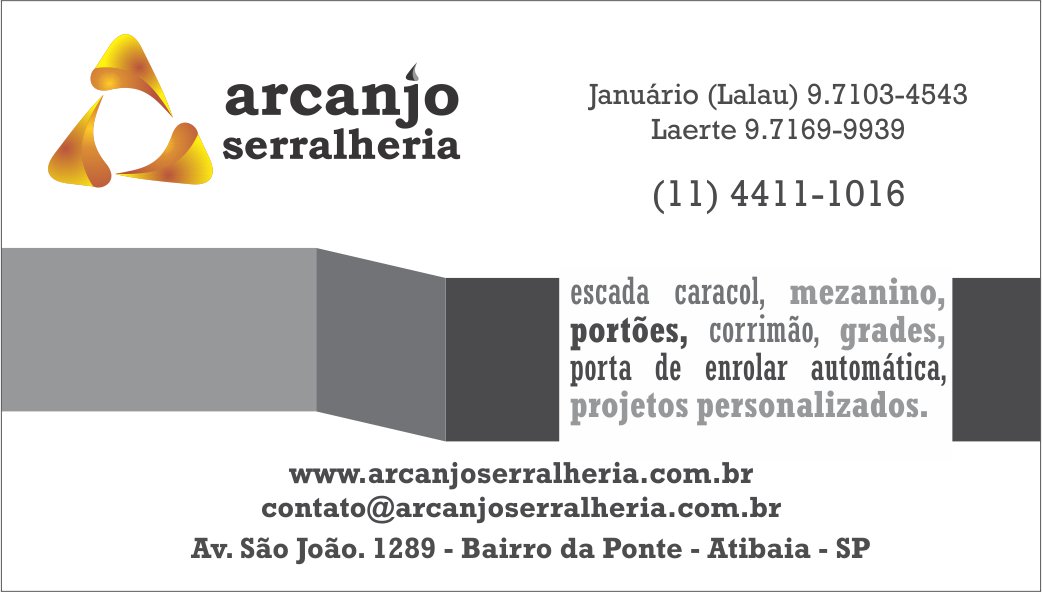 arcanjo
serralheria
Januário (Lalau) 9.7103-4543
Laerte 9.7169-9939
(11) 4411-1016
escada caracol, mezanino,
portões, corrimão, grades,
porta de enrolar automática,
projetos personalizados.
www.arcanjoserralheria.com.br
contato@arcanjoserralheria.com.br
Av. São João. 1289 - Bairro da Ponte - Atibaia - SP